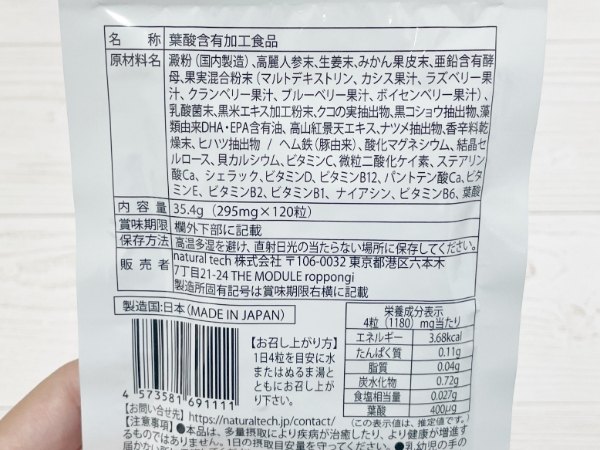 名 称 葉酸含有加工食品
原材料名 澱粉（国内製造）、高麗人参末、生姜末、みかん果皮末、亜鉛含有酵
母、果実混合粉末（マルトデキストリン、カシス果汁、ラズベリー果
汁、クランベリー果汁、ブルーベリー果汁、ボイセンベリー果汁）、
乳酸菌末、黒米エキス加工粉末、クコの実抽出物、黒コショウ抽出物、藻
類由来DHA・EPA含有油、高山紅景天エキス、ナツメ抽出物、香辛料乾
燥末、ヒハツ抽出物 / ヘム鉄（豚由来）、酸化マグネシウム、結晶セ
ルロース、貝カルシウム、ビタミンC、微粒二酸化ケイ素、ステアリン
酸Ca、シェラック、ビタミンD、ビタミンB12、パントテン酸Ca、ビタ
ミンE、ビタミンB2、ビタミンB1、ナイアシン、ビタミンB6、葉酸
内 容 量 35.4g（295mg×120粒）
賞味期限 欄外下部に記載
保存方法 高温多湿を避け、直射日光の当たらない場所に保存してください。
販 売 者 natural tech 株式会社 〒106-0032 東京都港区六本木
7丁目21-24 THE MODULE roppongi
製造所固有記号は賞味期限右横に記載
製造国:日本（MADE IN JAPAN）
4 573581 691111
【お召し上がり方】
1日4粒を目安に水
またはぬるま湯と
ともにお召し上が
り下さい。
栄養成分表示
4粒（1180）mg当たり
エネルギー 3.68kcal
たんぱく質 0.11g
脂質 0.04g
炭水化物 0.72g
食塩相当量 0.027g
葉酸 400μg
（この表示値は、推定値です。）
【お問い合せ先】https://naturaltech.jp/contact/
【注意事項】●本品は、多量摂取により疾病が治癒したり、より健康が増進す
るものではありません。1日の摂取目安量を守ってください。●乳幼児の手の